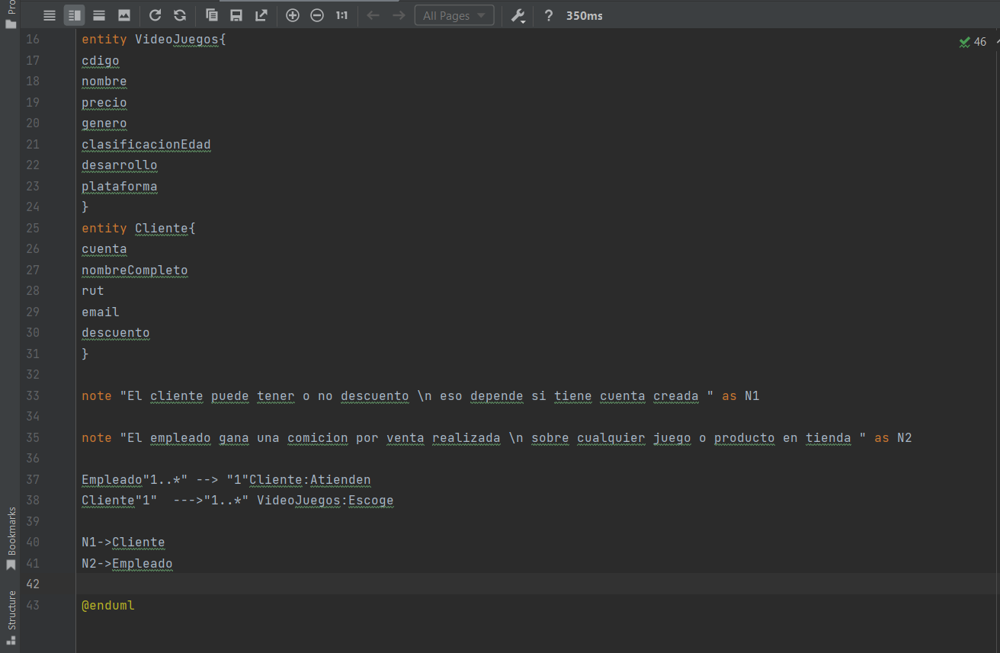 Pro
1:1
All Pages
?
350ms
46
16 entity VideoJuegos{
17 cdigo
18 nombre
19 precio
20 genero
21 clasificacionEdad
22 desarrollo
23 plataforma
24 }
25 entity Cliente{
26 cuenta
27 nombreCompleto
28 rut
29 email
30 descuento
31 }
32
33 note "El cliente puede tener o no descuento \n eso depende si tiene cuenta creada " as N1
34
35 note "El empleado gana una comicion por venta realizada \n sobre cualquier juego o producto en tienda " as N2
36
37 Empleado"1..*" --> "1"Cliente:Atienden
38 Cliente"1"  --->"1..*" VideoJuegos:Escoge
39
40 N1->Cliente
41 N2->Empleado
42
43 @enduml
Bookmarks
Structure